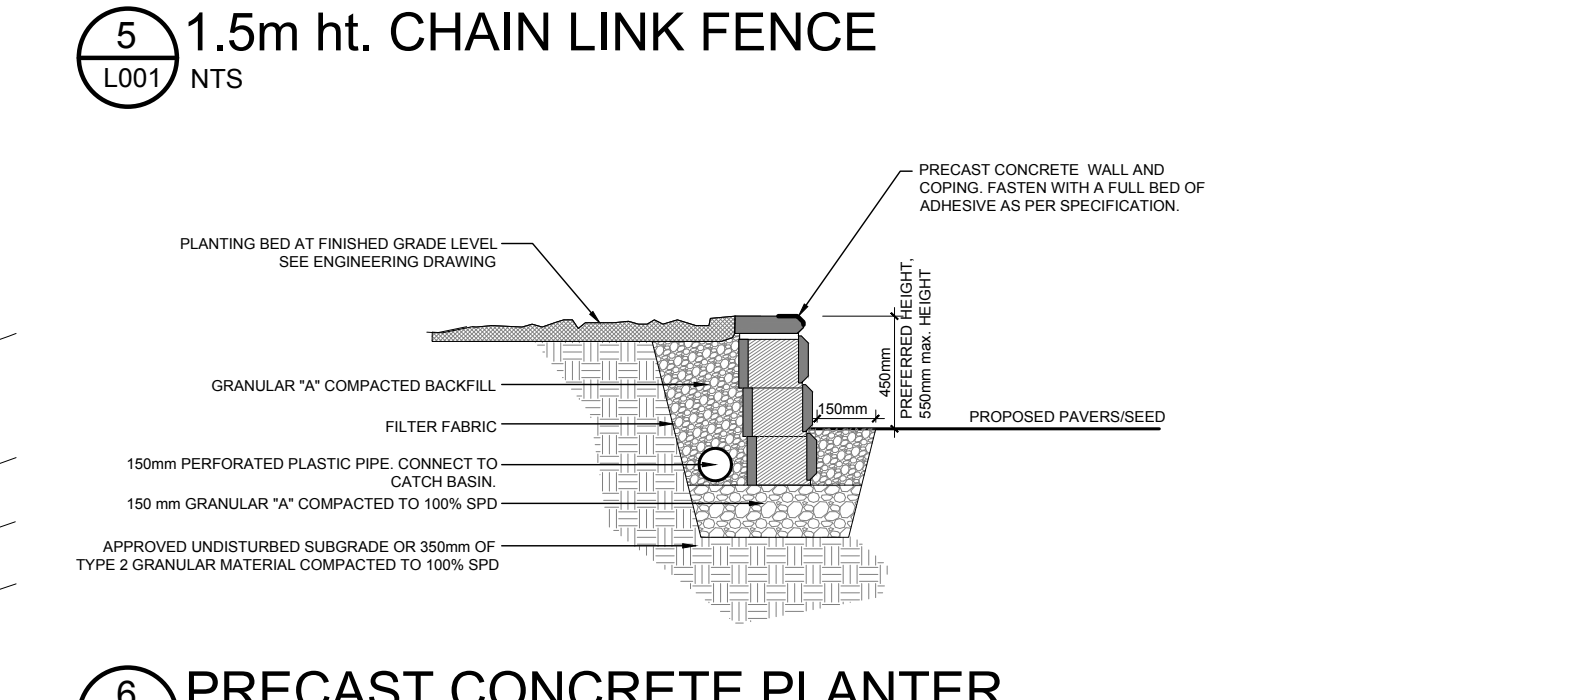 5
L001
1.5m ht. CHAIN LINK FENCE
NTS
PRECAST CONCRETE WALL AND
COPING. FASTEN WITH A FULL BED OF
ADHESIVE AS PER SPECIFICATION.
PLANTING BED AT FINISHED GRADE LEVEL
SEE ENGINEERING DRAWING
450mm
PREFERRED HEIGHT,
550mm max. HEIGHT
GRANULAR "A" COMPACTED BACKFILL
150mm
PROPOSED PAVERS/SEED
FILTER FABRIC
150mm PERFORATED PLASTIC PIPE. CONNECT TO
CATCH BASIN.
150 mm GRANULAR "A" COMPACTED TO 100% SPD
APPROVED UNDISTURBED SUBGRADE OR 350mm OF
TYPE 2 GRANULAR MATERIAL COMPACTED TO 100% SPD
6
PRECAST CONCRETE PLANTER